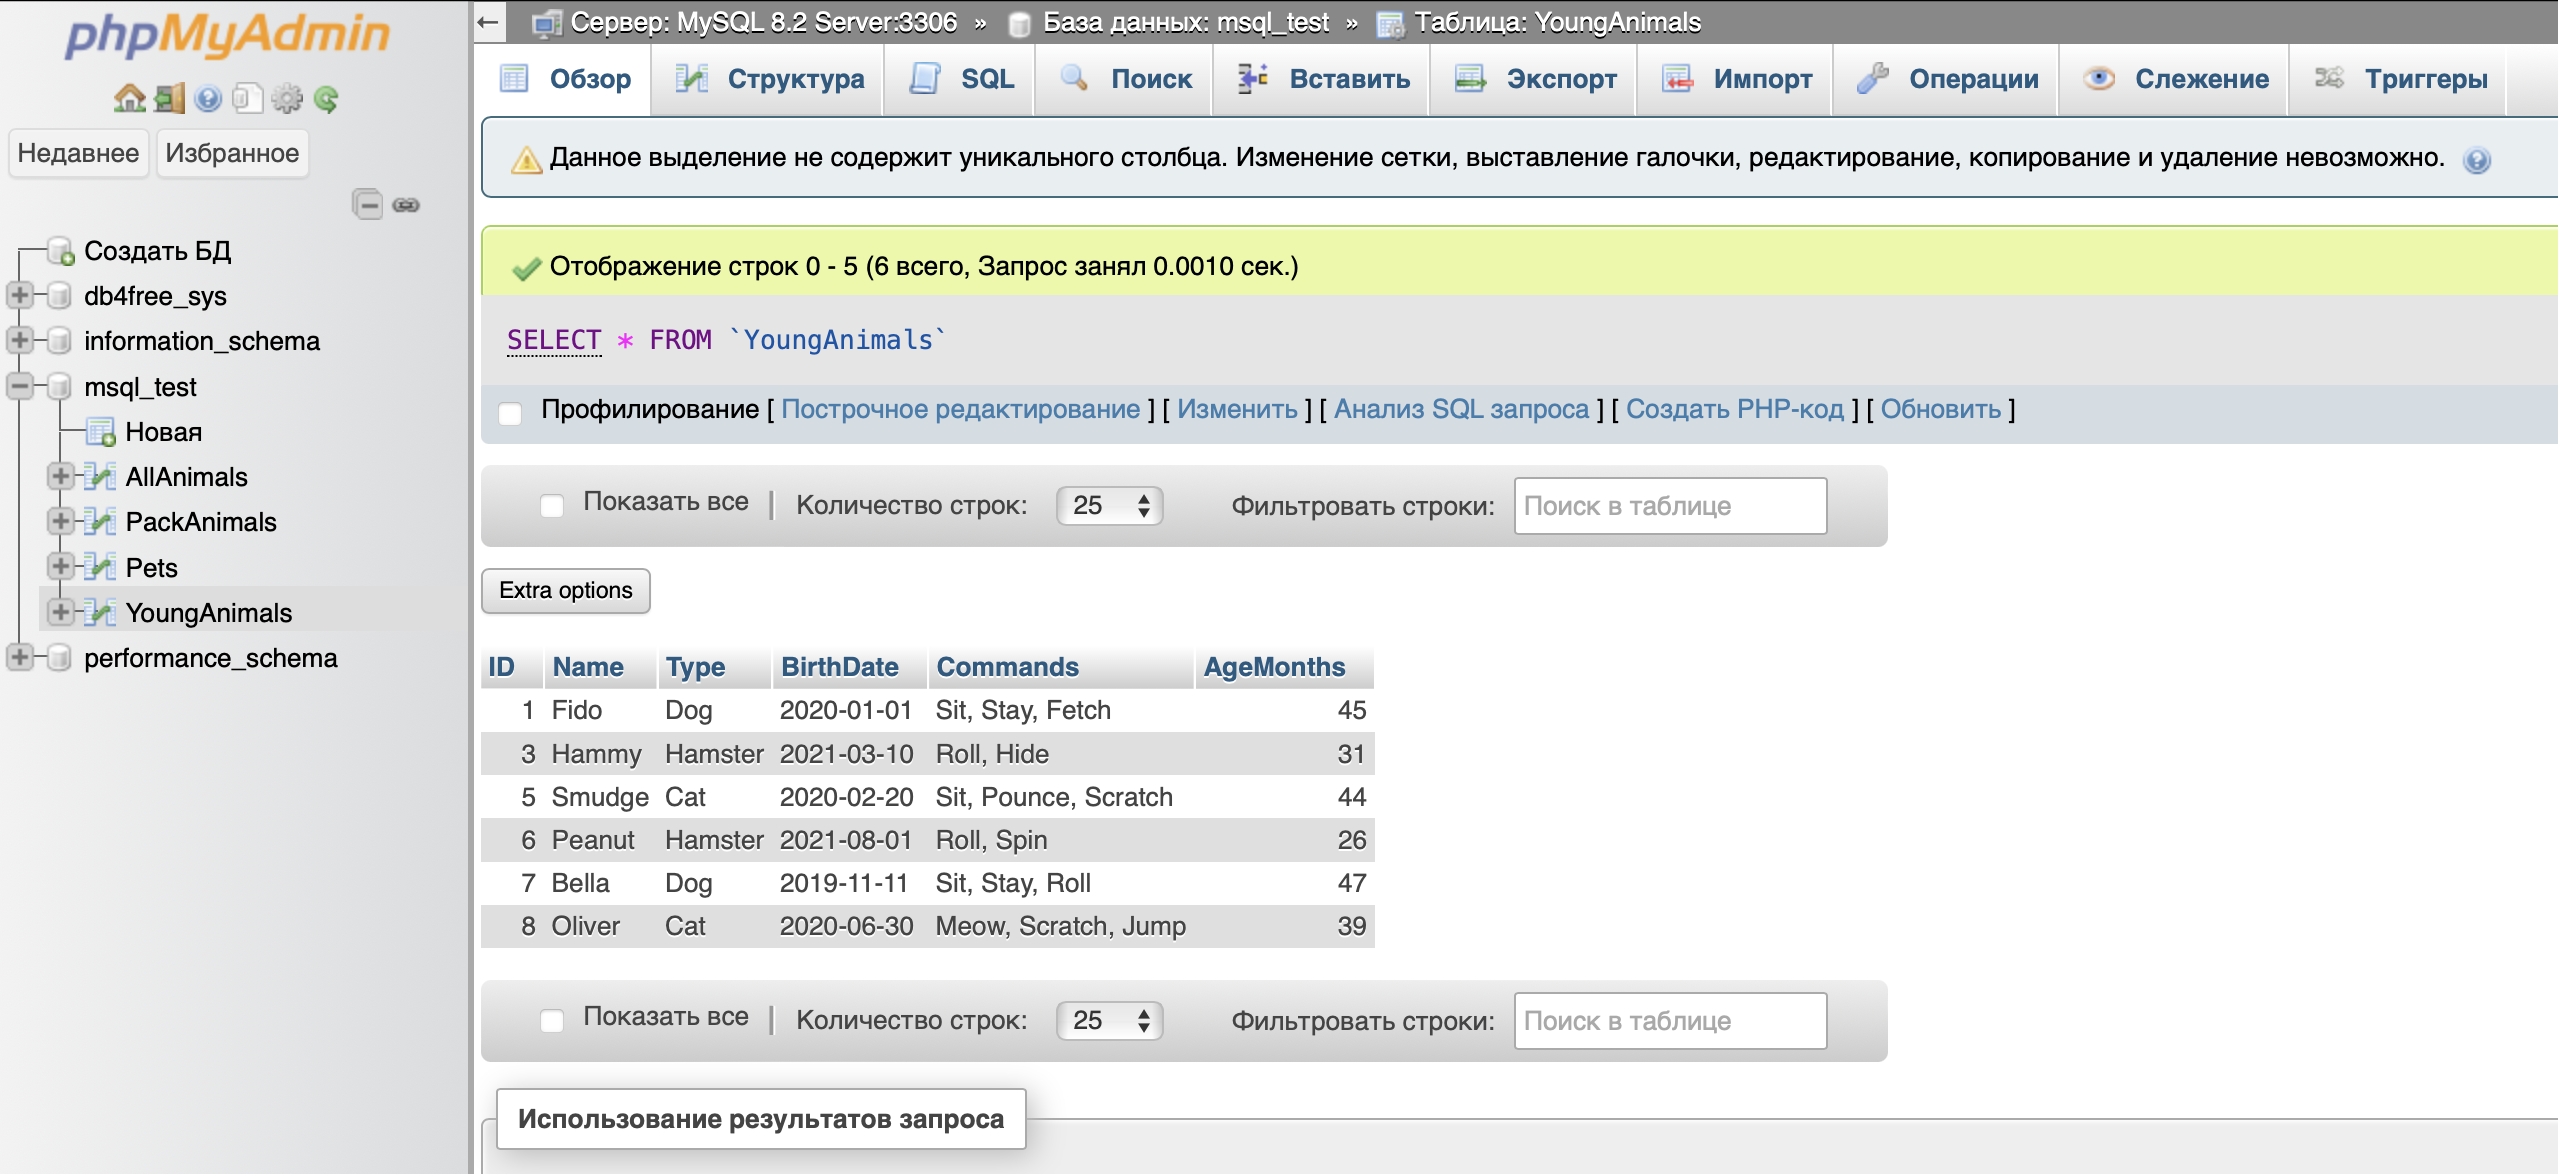 phpMyAdmin
Недавнее Избранное
Создать БД
db4free_sys
information_schema
msql_test
Новая
AllAnimals
PackAnimals
Pets
YoungAnimals
performance_schema
Сервер: MySQL 8.2 Server:3306 » База данных: msql_test » Таблица: YoungAnimals
Обзор Структура SQL Поиск Вставить Экспорт Импорт Операции Слежение Триггеры
Данное выделение не содержит уникального столбца. Изменение сетки, выставление галочки, редактирование, копирование и удаление невозможно.
Отображение строк 0 - 5 (6 всего, Запрос занял 0.0010 сек.)
SELECT * FROM `YoungAnimals`
Профилирование [ Построчное редактирование ] [ Изменить ] [ Анализ SQL запроса ] [ Создать PHP-код ] [ Обновить ]
Показать все | Количество строк: 25 Фильтровать строки: Поиск в таблице
Extra options
ID Name Type BirthDate Commands AgeMonths
1 Fido Dog 2020-01-01 Sit, Stay, Fetch 45
3 Hammy Hamster 2021-03-10 Roll, Hide 31
5 Smudge Cat 2020-02-20 Sit, Pounce, Scratch 44
6 Peanut Hamster 2021-08-01 Roll, Spin 26
7 Bella Dog 2019-11-11 Sit, Stay, Roll 47
8 Oliver Cat 2020-06-30 Meow, Scratch, Jump 39
Показать все | Количество строк: 25 Фильтровать строки: Поиск в таблице
Использование результатов запроса